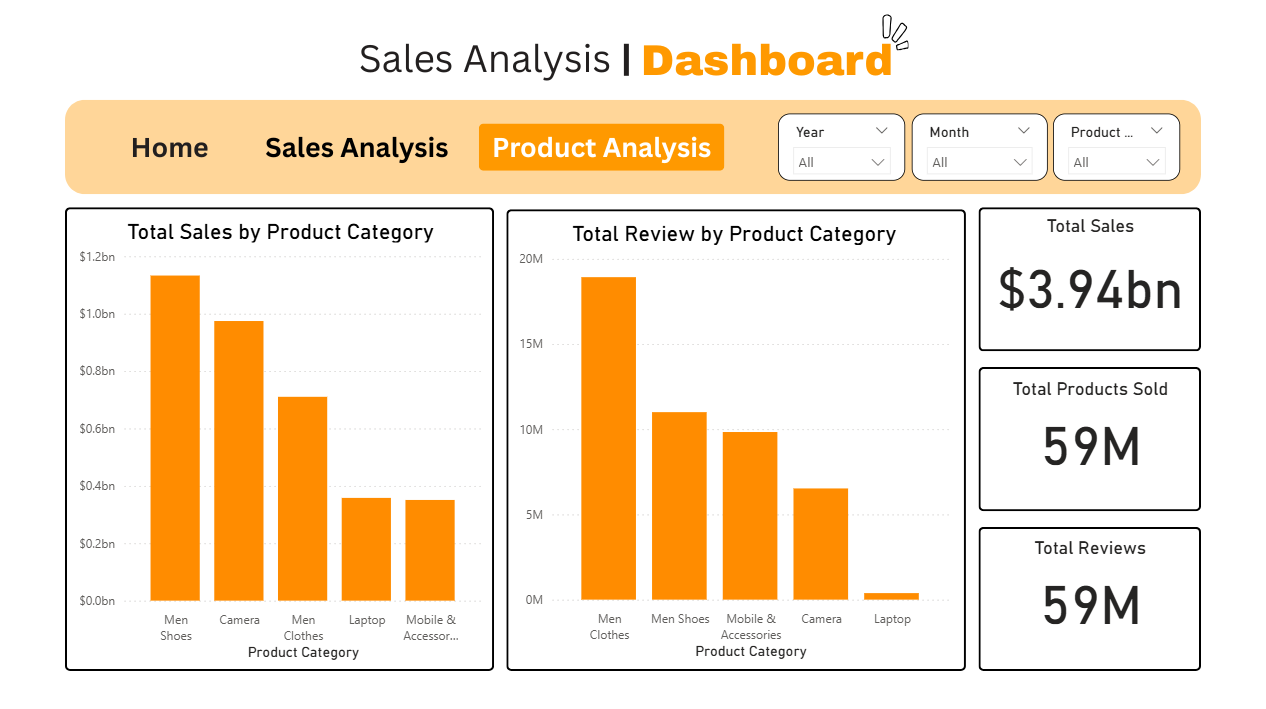 Sales Analysis | Dashboard
Home
Sales Analysis
Product Analysis
Year
All
Month
All
Product ...
All
Total Sales by Product Category
$1.2bn
$1.0bn
$0.8bn
$0.6bn
$0.4bn
$0.2bn
$0.0bn
Men
Shoes
Camera
Men
Clothes
Laptop
Mobile &
Accessor...
Product Category
Total Review by Product Category
20M
15M
10M
5M
0M
Men
Clothes
Men Shoes
Mobile &
Accessories
Camera
Laptop
Product Category
Total Sales
$3.94bn
Total Products Sold
59M
Total Reviews
59M